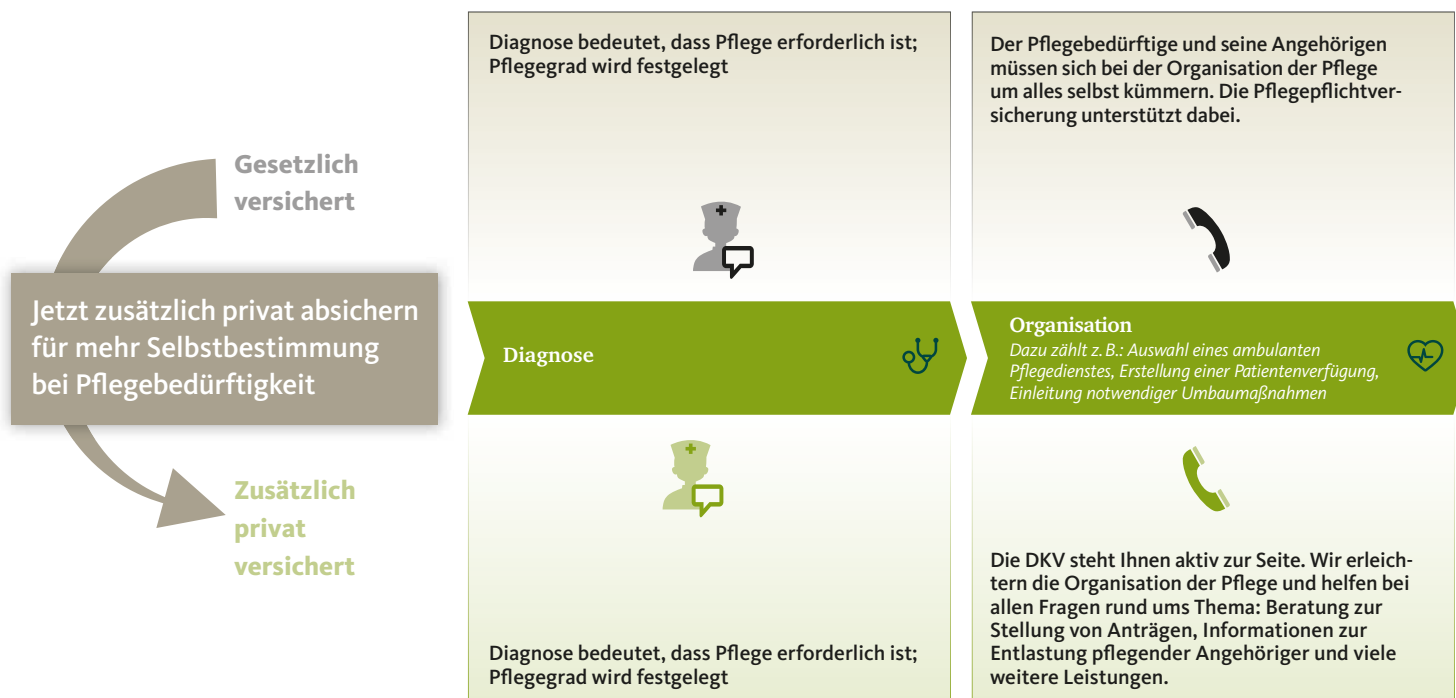 Gesetzlich
versichert
Jetzt zusätzlich privat absichern
für mehr Selbstbestimmung
bei Pflegebedürftigkeit
Zusätzlich
privat
versichert
Diagnose bedeutet, dass Pflege erforderlich ist;
Pflegegrad wird festgelegt
Diagnose
Diagnose bedeutet, dass Pflege erforderlich ist;
Pflegegrad wird festgelegt
Der Pflegebedürftige und seine Angehörigen
müssen sich bei der Organisation der Pflege
um alles selbst kümmern. Die Pflegepflichtver-
sicherung unterstützt dabei.
Organisation
Dazu zählt z. B.: Auswahl eines ambulanten
Pflegedienstes, Erstellung einer Patientenverfügung,
Einleitung notwendiger Umbaumaßnahmen
Die DKV steht Ihnen aktiv zur Seite. Wir erleich-
tern die Organisation der Pflege und helfen bei
allen Fragen rund ums Thema: Beratung zur
Stellung von Anträgen, Informationen zur
Entlastung pflegender Angehöriger und viele
weitere Leistungen.